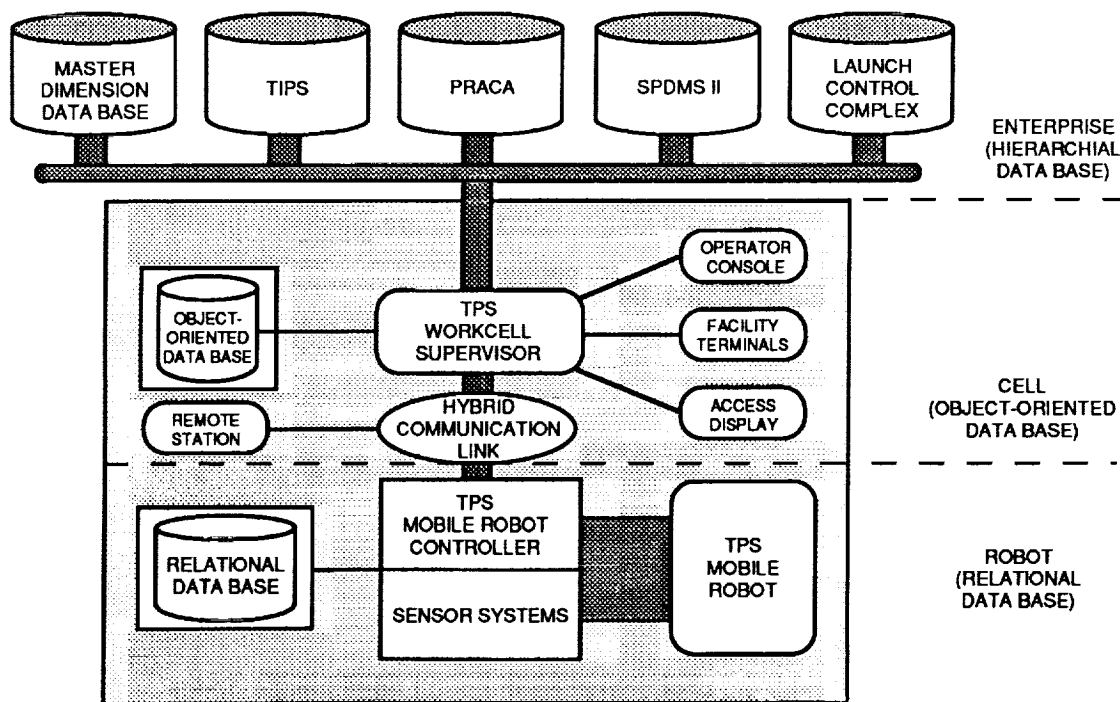 MASTER
DIMENSION
DATA BASE
TIPS
PRACA
SPDMS II
LAUNCH
CONTROL
COMPLEX
ENTERPRISE
(HIERARCHIAL
DATA BASE)
OPERATOR
CONSOLE
OBJECT-
ORIENTED
DATA BASE
TPS
WORKCELL
SUPERVISOR
FACILITY
TERMINALS
REMOTE
STATION
HYBRID
COMMUNICATION
LINK
ACCESS
DISPLAY
CELL
(OBJECT-ORIENTED
DATA BASE)
RELATIONAL
DATA BASE
TPS
MOBILE ROBOT
CONTROLLER
SENSOR SYSTEMS
TPS
MOBILE
ROBOT
ROBOT
(RELATIONAL
DATA BASE)